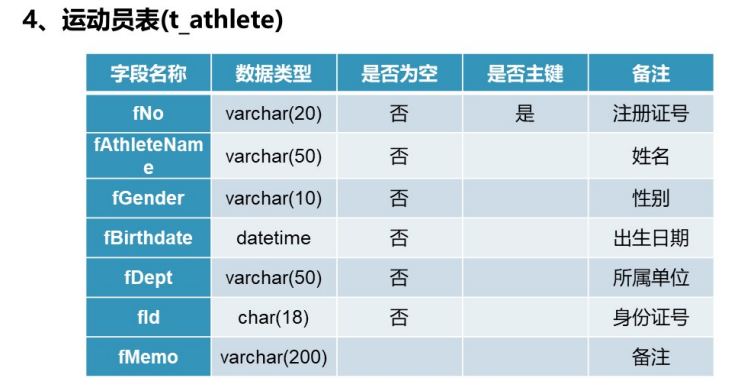 4、运动员表(t_athlete)
字段名称 数据类型 是否为空 是否主键 备注
fNo varchar(20) 否 是 注册证号
fAthleteNam
e varchar(50) 否 姓名
fGender varchar(10) 否 性别
fBirthdate datetime 否 出生日期
fDept varchar(50) 否 所属单位
fId char(18) 否 身份证号
fMemo varchar(200) 备注